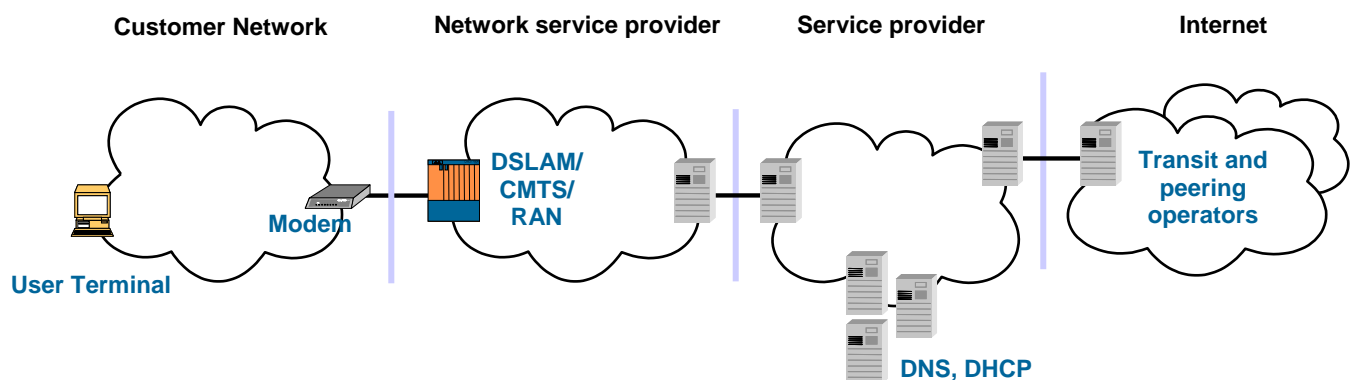 Customer Network
Network service provider
Service provider
Internet
DSLAM/
CMTS/
RAN
Transit and
peering
operators
Modem
User Terminal
DNS, DHCP